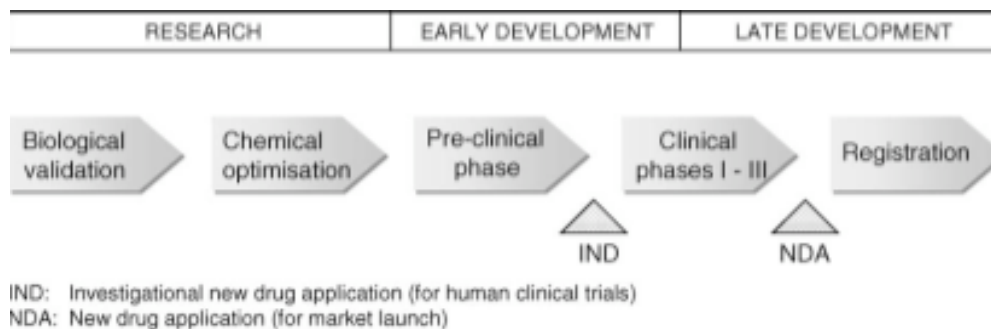 RESEARCH EARLY DEVELOPMENT LATE DEVELOPMENT
Biological
validation
Chemical
optimisation
Pre-clinical
phase
Clinical
phases I - III
Registration
IND
NDA
IND: Investigational new drug application (for human clinical trials)
NDA: New drug application (for market launch)